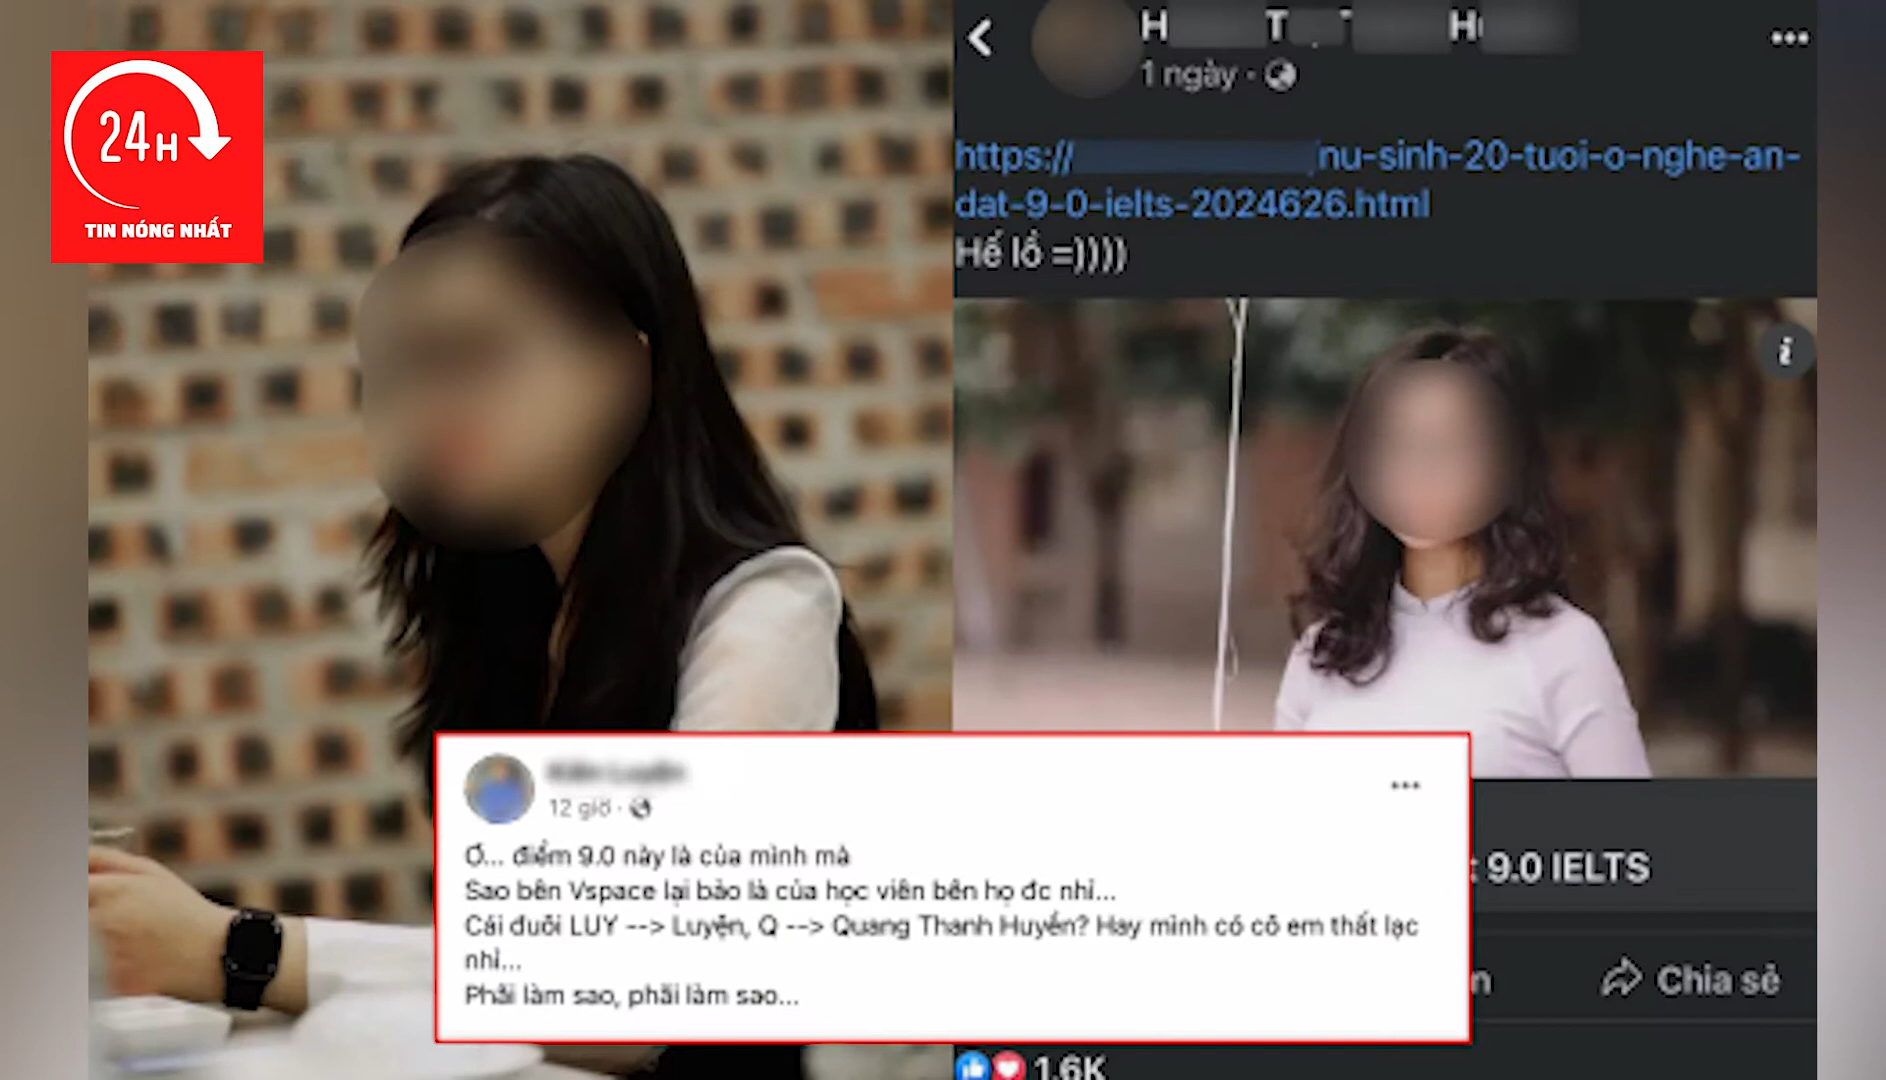 24H
TIN NÓNG NHẤT
H T H
1 ngày ·
https:// nu-sinh-20-tuoi-o-nghe-an-
dat-9-0-ielts-2024626.html
Hế lồ =))))
12 giờ ·
Ơ... điểm 9.0 này là của mình mà
Sao bên Vspace lại bảo là của học viên bên họ đc nhỉ...
Cái đuôi LUY --> Luyện, Q --> Quang Thanh Huyền? Hay mình có cô em thất lạc
nhỉ...
Phải làm sao, phải làm sao...
: 9.0 IELTS
n
Chia sẻ
1.6K